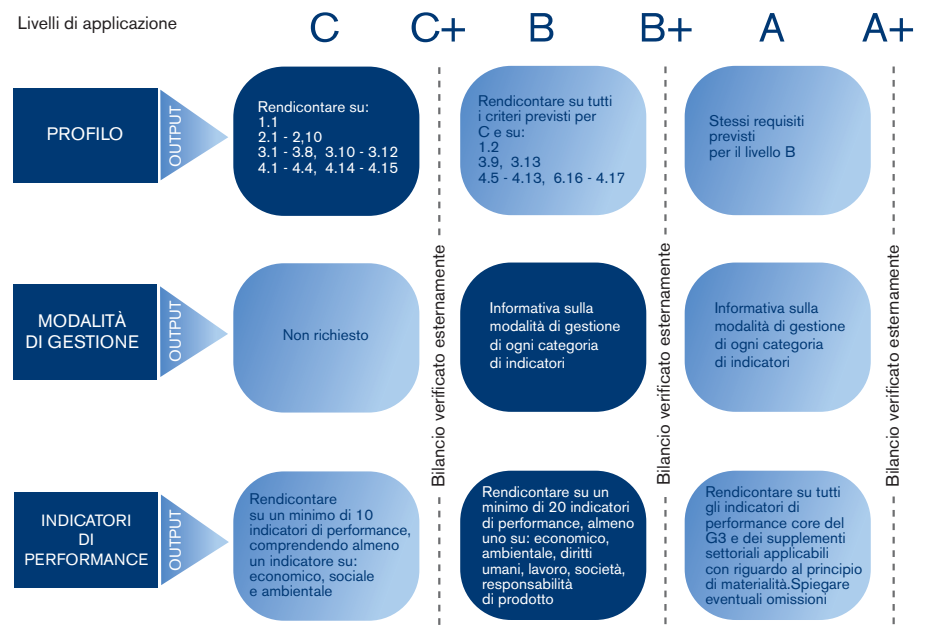 Livelli di applicazione
C
C+
B
B+
A
A+
PROFILO
OUTPUT
Rendicontare su:
1.1
2.1 - 2,10
3.1 - 3.8, 3.10 - 3.12
4.1 - 4.4, 4.14 - 4.15
Rendicontare su tutti
i criteri previsti per
C e su:
1.2
3.9, 3.13
4.5 - 4.13, 6.16 - 4.17
Stessi requisiti
previsti
per il livello B
MODALITÀ
DI GESTIONE
OUTPUT
Non richiesto
Bilancio verificato esternamente
Informativa sulla
modalità di gestione
di ogni categoria
di indicatori
Bilancio verificato esternamente
Informativa sulla
modalità di gestione
di ogni categoria
di indicatori
Bilancio verificato esternamente
INDICATORI
DI
PERFORMANCE
OUTPUT
Rendicontare
su un minimo di 10
indicatori di performance,
comprendendo almeno
un indicatore su:
economico, sociale
e ambientale
Rendicontare su un
minimo di 20 indicatori
di performance, almeno
uno su: economico,
ambientale, diritti
umani, lavoro, società,
responsabilità
di prodotto
Rendicontare su tutti
gli indicatori di
performance core del
G3 e dei supplementi
settoriali applicabili
con riguardo al principio
di materialità.Spiegare
eventuali omissioni